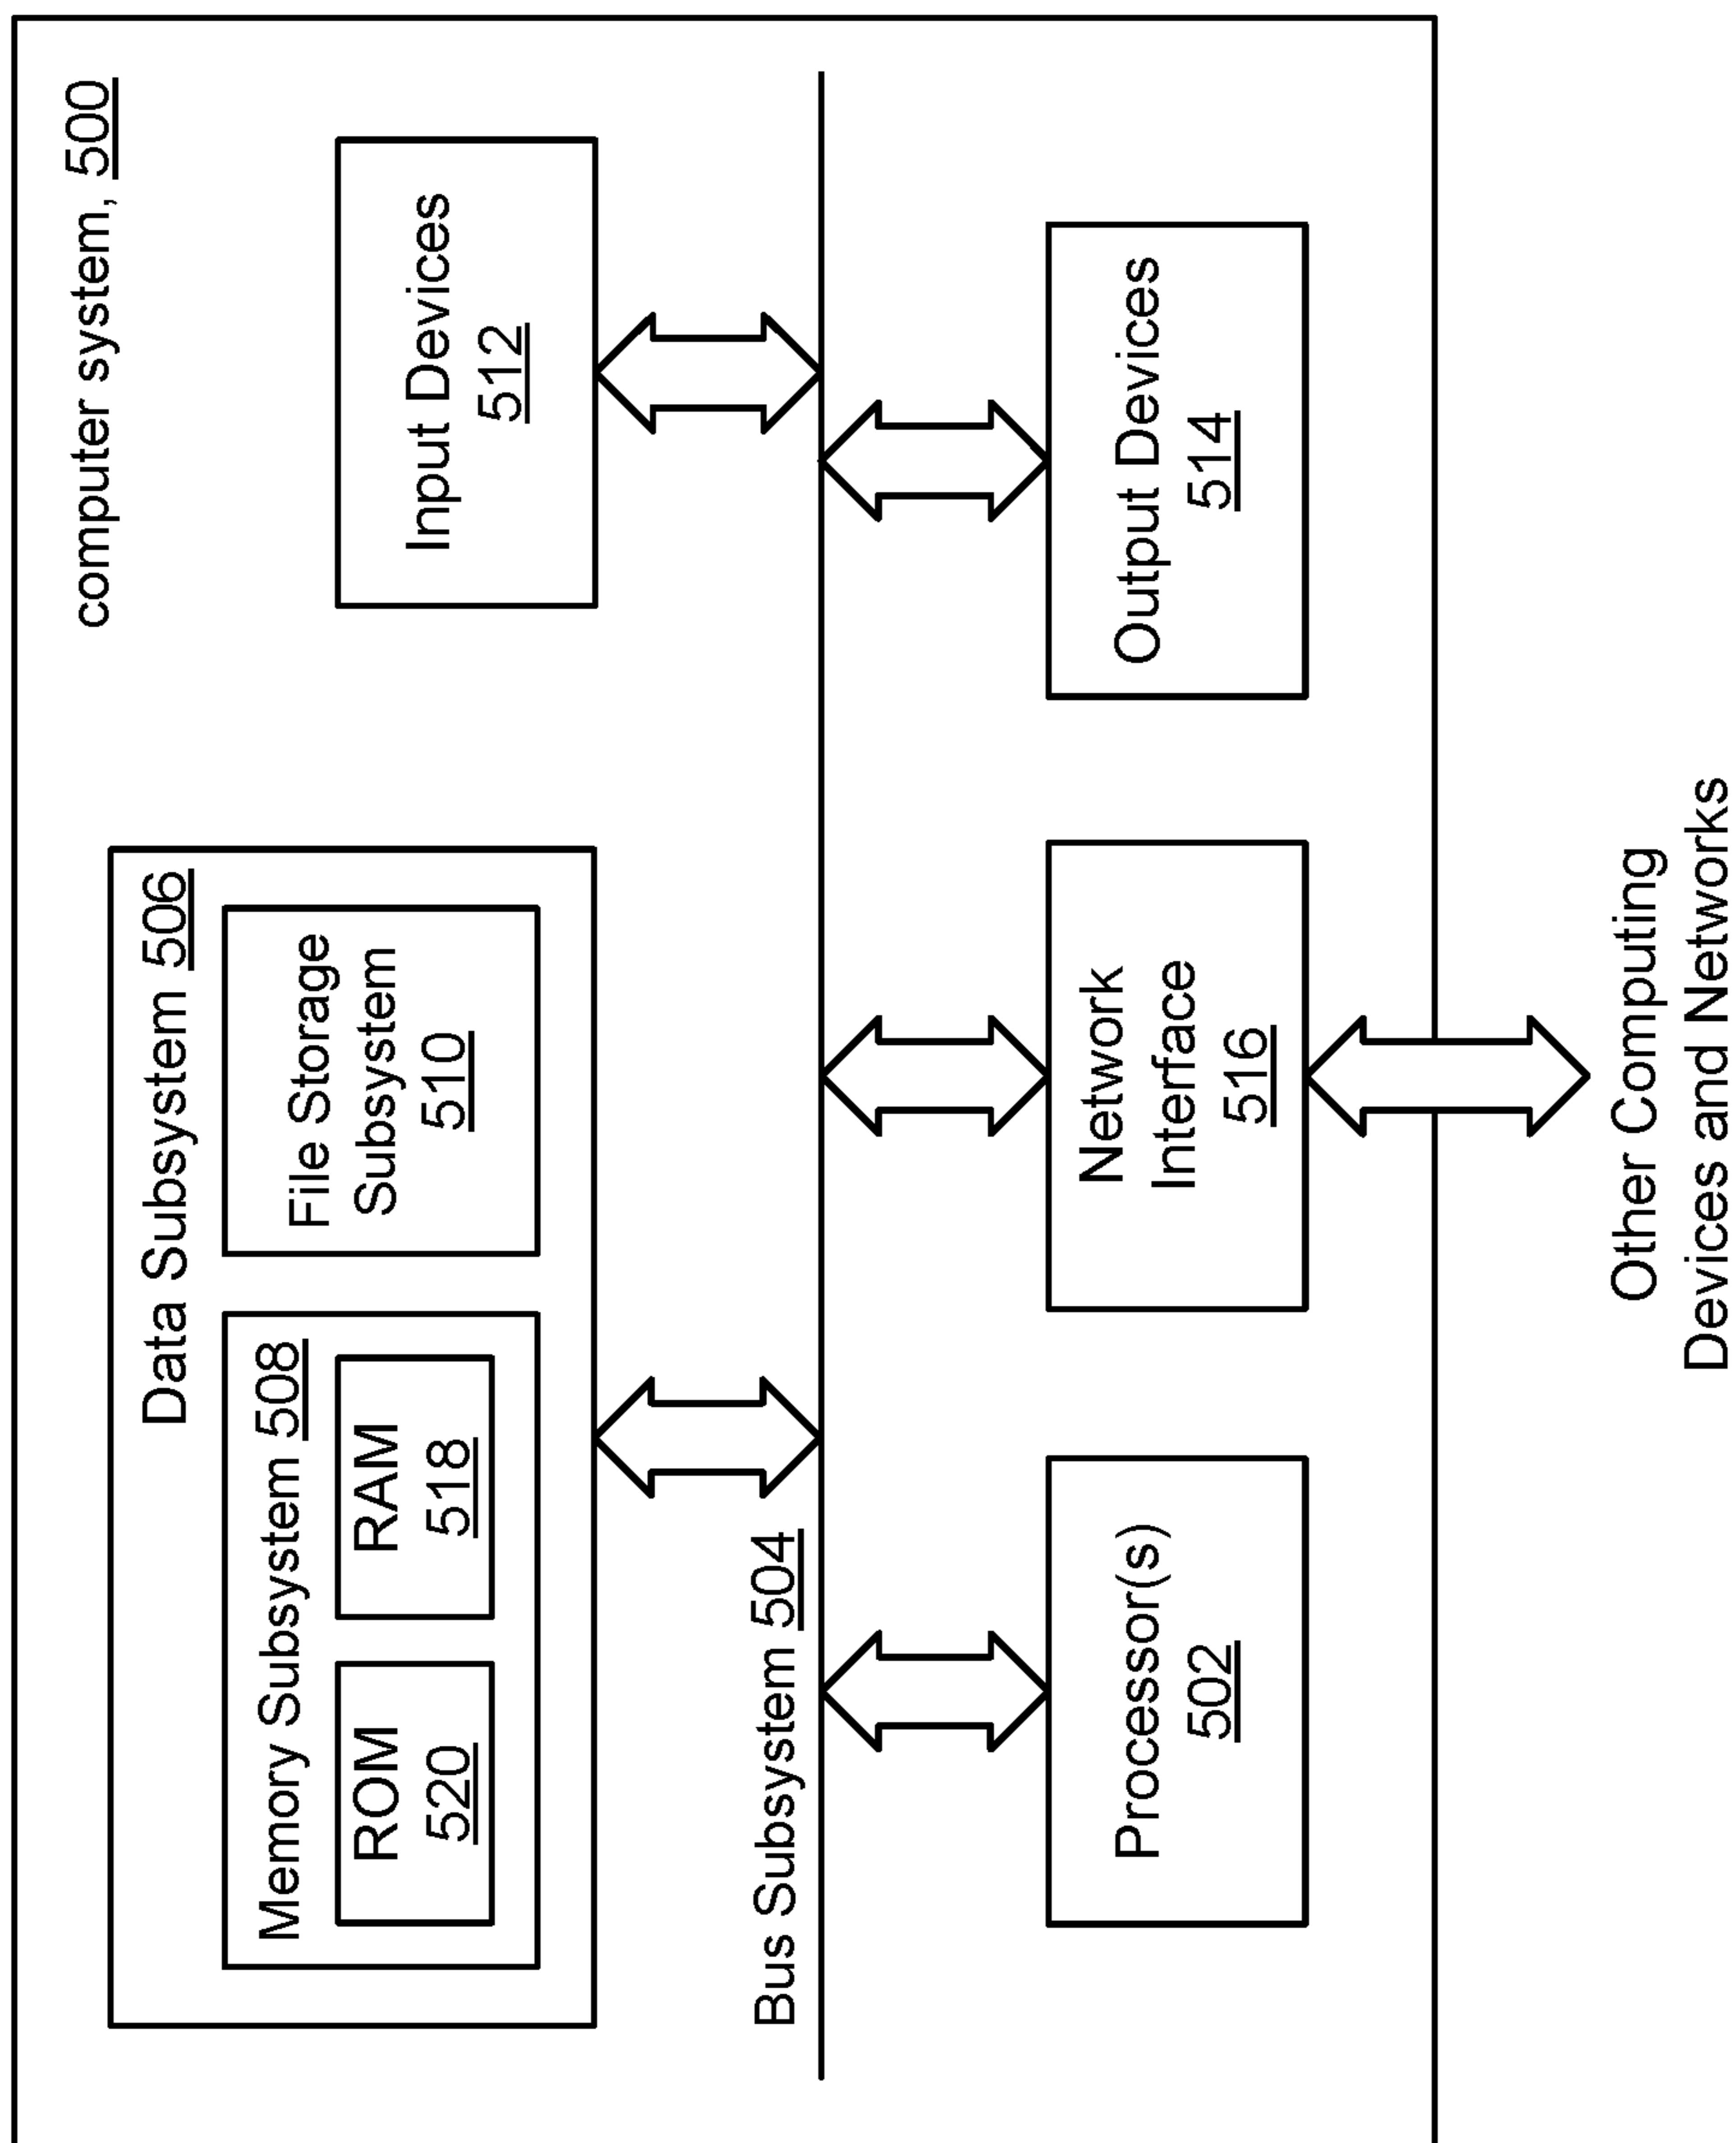 computer system, 500
Data Subsystem 506
Memory Subsystem 508
ROM
520
RAM
518
File Storage
Subsystem
510
Input Devices
512
Bus Subsystem 504
Processor(s)
502
Network
Interface
516
Output Devices
514
Other Computing
Devices and Networks